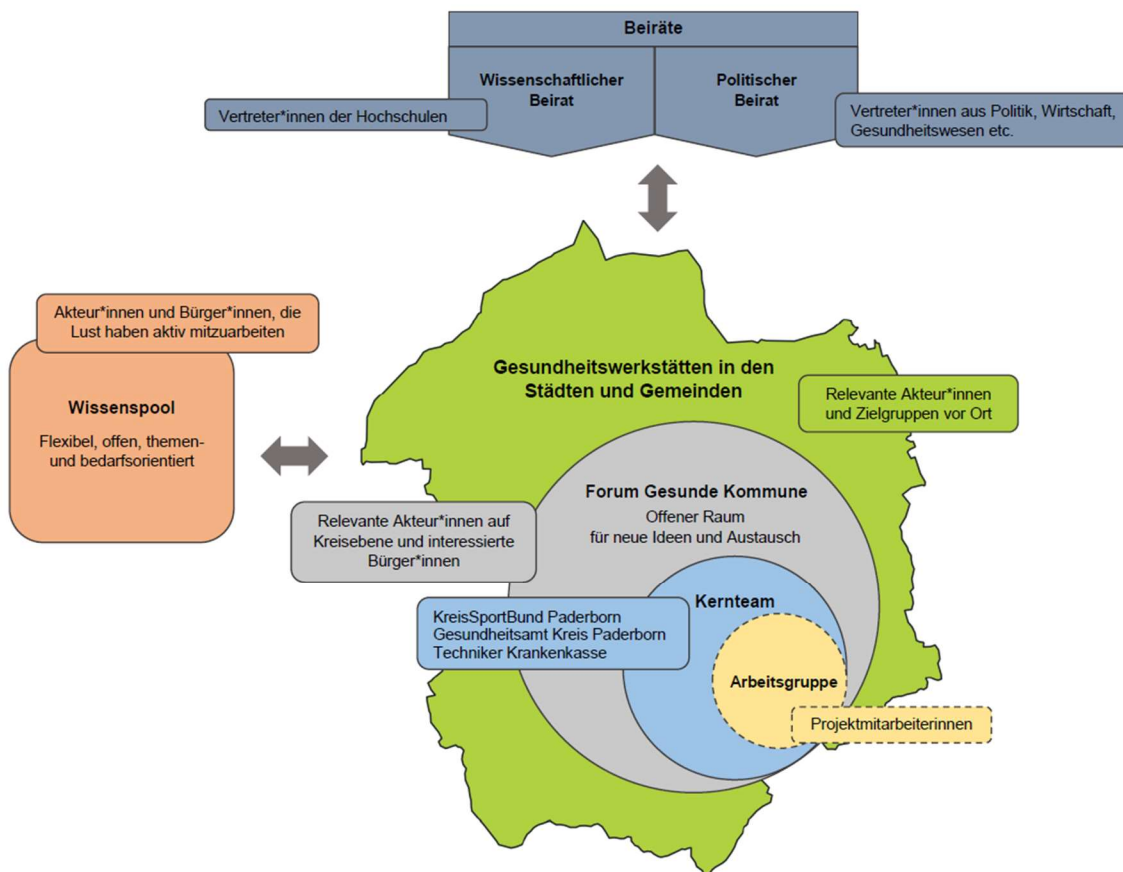 Beiräte
Wissenschaftlicher
Beirat
Politischer
Beirat
Vertreter*innen der Hochschulen
Vertreter*innen aus Politik, Wirtschaft,
Gesundheitswesen etc.
Akteur*innen und Bürger*innen, die
Lust haben aktiv mitzuarbeiten
Wissenspool
Flexibel, offen, themen-
und bedarfsorientiert
Gesundheitswerkstätten in den
Städten und Gemeinden
Relevante Akteur*innen
und Zielgruppen vor Ort
Forum Gesunde Kommune
Offener Raum
für neue Ideen und Austausch
Relevante Akteur*innen auf
Kreisebene und interessierte
Bürger*innen
Kernteam
KreisSportBund Paderborn
Gesundheitsamt Kreis Paderborn
Techniker Krankenkasse
Arbeitsgruppe
Projektmitarbeiterinnen